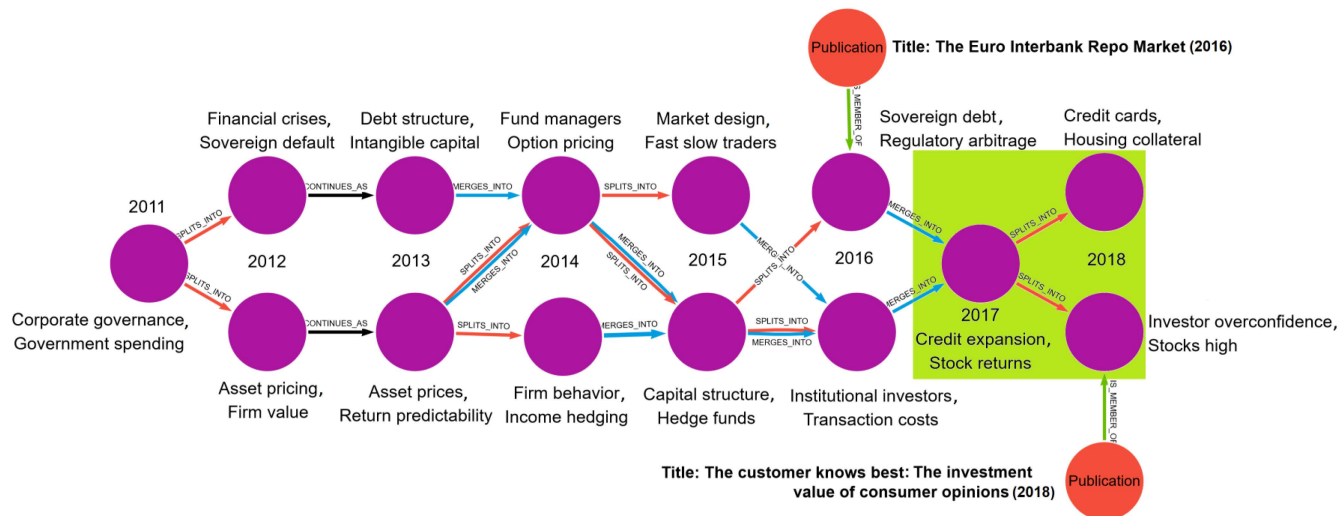 Publication
Title: The Euro Interbank Repo Market (2016)
IS_MEMBER_OF
Financial crises,
Sovereign default
Debt structure,
Intangible capital
Fund managers
Option pricing
Market design,
Fast slow traders
Sovereign debt,
Regulatory arbitrage
Credit cards,
Housing collateral
CONTINUES_AS
MERGES_INTO
SPLITS_INTO
2011
SPLITS_INTO
SPLITS_INTO
2012
2013
SPLITS_INTO
MERGES_INTO
2014
MERGES_INTO
SPLITS_INTO
2015
MERGES_INTO
SPLITS_INTO
2016
MERGES_INTO
MERGES_INTO
SPLITS_INTO
SPLITS_INTO
2018
2017
CONTINUES_AS
SPLITS_INTO
MERGES_INTO
SPLITS_INTO
MERGES_INTO
Corporate governance,
Government spending
Asset pricing,
Firm value
Asset prices,
Return predictability
Firm behavior,
Income hedging
Capital structure,
Hedge funds
Institutional investors,
Transaction costs
Credit expansion,
Stock returns
Investor overconfidence,
Stocks high
IS_MEMBER_OF
Title: The customer knows best: The investment
value of consumer opinions (2018)
Publication